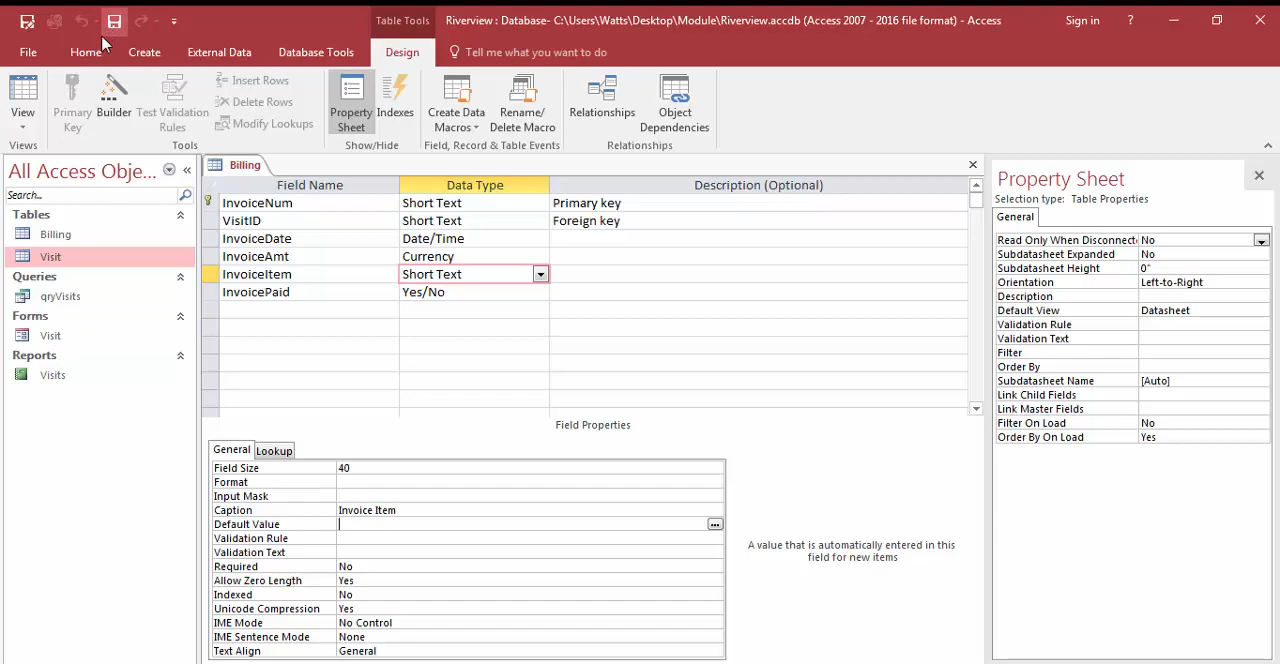 Table Tools
Riverview : Database- C:\Users\Watts\Desktop\Module\Riverview.accdb (Access 2007 - 2016 file format) - Access
Sign in
?
File
Home
Create
External Data
Database Tools
Design
Tell me what you want to do
View
Primary Key
Builder
Test Validation Rules
Insert Rows
Delete Rows
Modify Lookups
Property Sheet
Indexes
Create Data Macros
Rename/ Delete Macro
Relationships
Object Dependencies
Views
Tools
Show/Hide
Field, Record & Table Events
Relationships
All Access Obje...
Search...
Tables
Billing
Visit
Queries
qryVisits
Forms
Visit
Reports
Visits
Billing
Field Name Data Type Description (Optional)
InvoiceNum Short Text Primary key
VisitID Short Text Foreign key
InvoiceDate Date/Time
InvoiceAmt Currency
InvoiceItem Short Text
InvoicePaid Yes/No
Field Properties
General Lookup
Field Size 40
Format
Input Mask
Caption Invoice Item
Default Value
Validation Rule
Validation Text
Required No
Allow Zero Length Yes
Indexed No
Unicode Compression Yes
IME Mode No Control
IME Sentence Mode None
Text Align General
A value that is automatically entered in this
field for new items
Property Sheet
Selection type: Table Properties
General
Read Only When Disconnect No
Subdatasheet Expanded No
Subdatasheet Height 0"
Orientation Left-to-Right
Description
Default View Datasheet
Validation Rule
Validation Text
Filter
Order By
Subdatasheet Name [Auto]
Link Child Fields
Link Master Fields
Filter On Load No
Order By On Load Yes